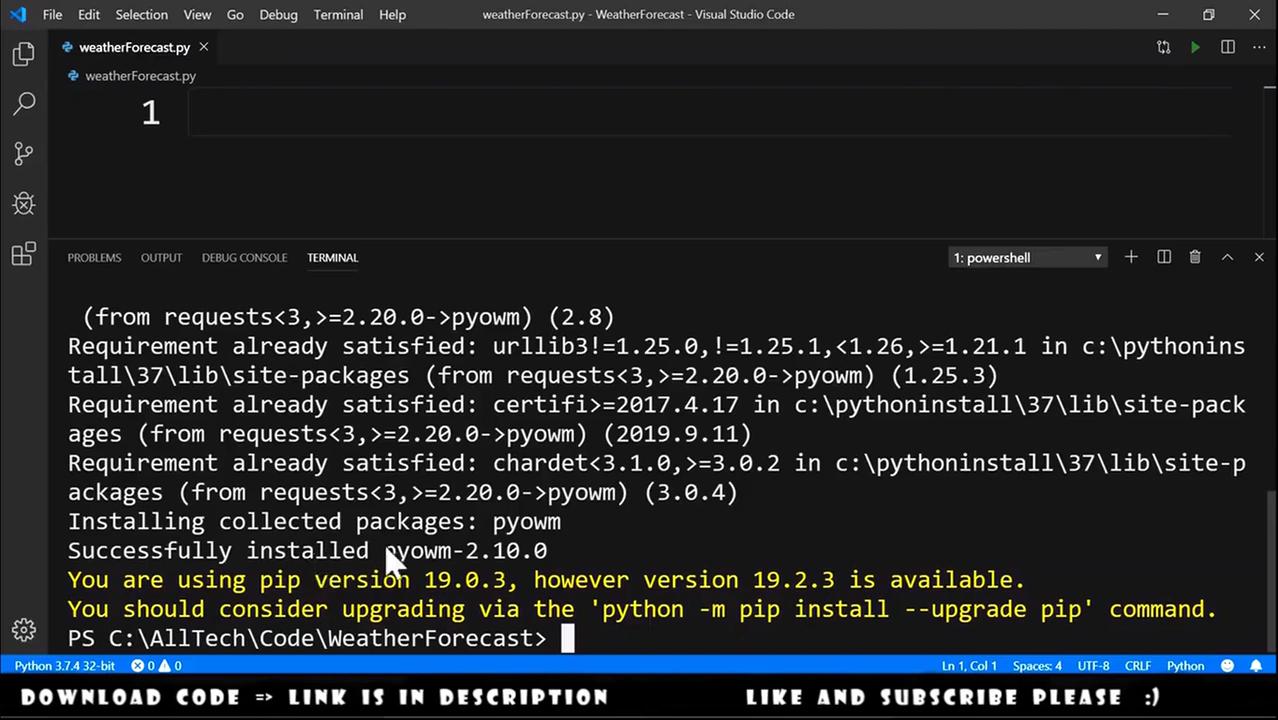 File Edit Selection View Go Debug Terminal Help weatherForecast.py - WeatherForecast - Visual Studio Code
weatherForecast.py
weatherForecast.py
1
PROBLEMS OUTPUT DEBUG CONSOLE TERMINAL 1: powershell
(from requests<3,>=2.20.0->pyowm) (2.8)
Requirement already satisfied: urllib3!=1.25.0,!=1.25.1,<1.26,>=1.21.1 in c:\pythonins
tall\37\lib\site-packages (from requests<3,>=2.20.0->pyowm) (1.25.3)
Requirement already satisfied: certifi>=2017.4.17 in c:\pythoninstall\37\lib\site-pack
ages (from requests<3,>=2.20.0->pyowm) (2019.9.11)
Requirement already satisfied: chardet<3.1.0,>=3.0.2 in c:\pythoninstall\37\lib\site-p
ackages (from requests<3,>=2.20.0->pyowm) (3.0.4)
Installing collected packages: pyowm
Successfully installed pyowm-2.10.0
You are using pip version 19.0.3, however version 19.2.3 is available.
You should consider upgrading via the 'python -m pip install --upgrade pip' command.
PS C:\AllTech\Code\WeatherForecast>
Python 3.7.4 32-bit 0 0 Ln 1, Col 1 Spaces: 4 UTF-8 CRLF Python
DOWNLOAD CODE => LINK IS IN DESCRIPTION LIKE AND SUBSCRIBE PLEASE :)